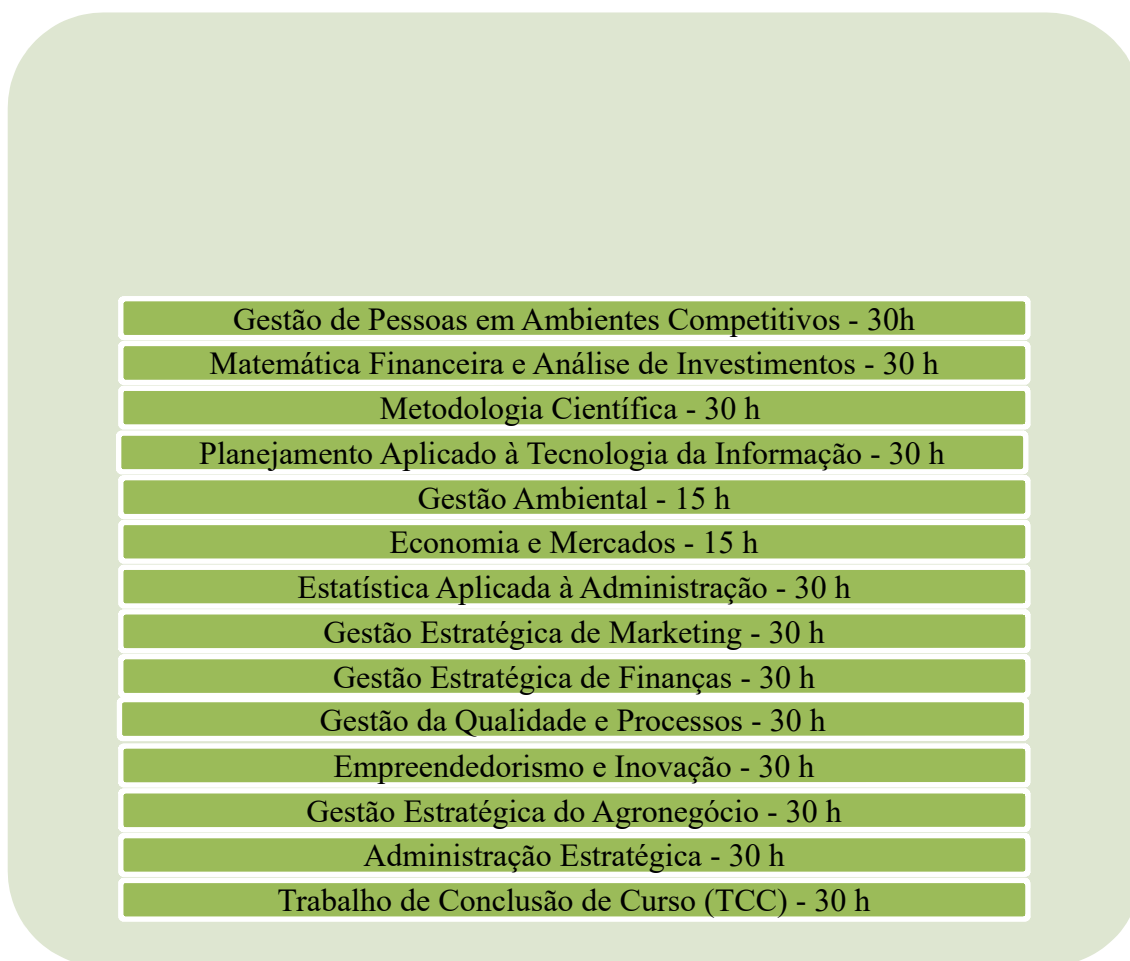 Gestão de Pessoas em Ambientes Competitivos - 30h
Matemática Financeira e Análise de Investimentos - 30 h
Metodologia Científica - 30 h
Planejamento Aplicado à Tecnologia da Informação - 30 h
Gestão Ambiental - 15 h
Economia e Mercados - 15 h
Estatística Aplicada à Administração - 30 h
Gestão Estratégica de Marketing - 30 h
Gestão Estratégica de Finanças - 30 h
Gestão da Qualidade e Processos - 30 h
Empreendedorismo e Inovação - 30 h
Gestão Estratégica do Agronegócio - 30 h
Administração Estratégica - 30 h
Trabalho de Conclusão de Curso (TCC) - 30 h